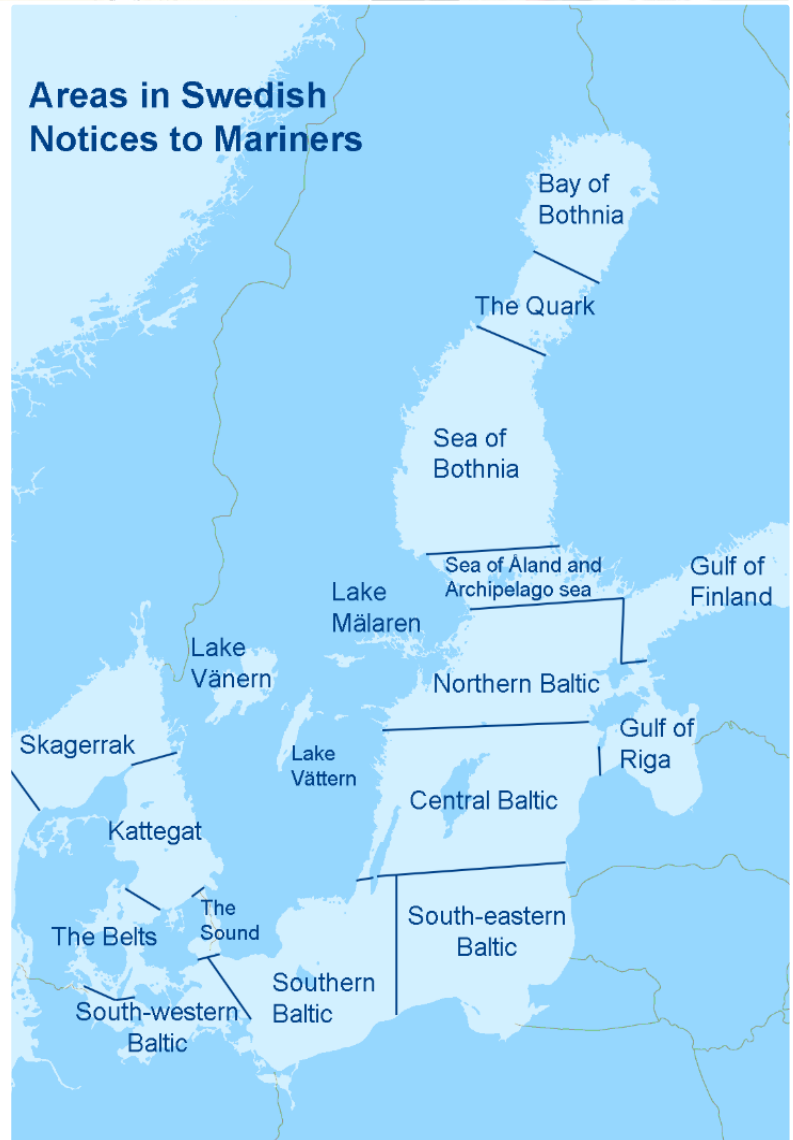 Areas in Swedish
Notices to Mariners
Bay of
Bothnia
The Quark
Sea of
Bothnia
Sea of Åland and
Archipelago sea
Gulf of
Finland
Lake
Mälaren
Lake
Vänern
Northern Baltic
Skagerrak
Lake
Vättern
Gulf of
Riga
Central Baltic
Kattegat
The Belts
The
Sound
South-eastern
Baltic
Southern
Baltic
South-western
Baltic